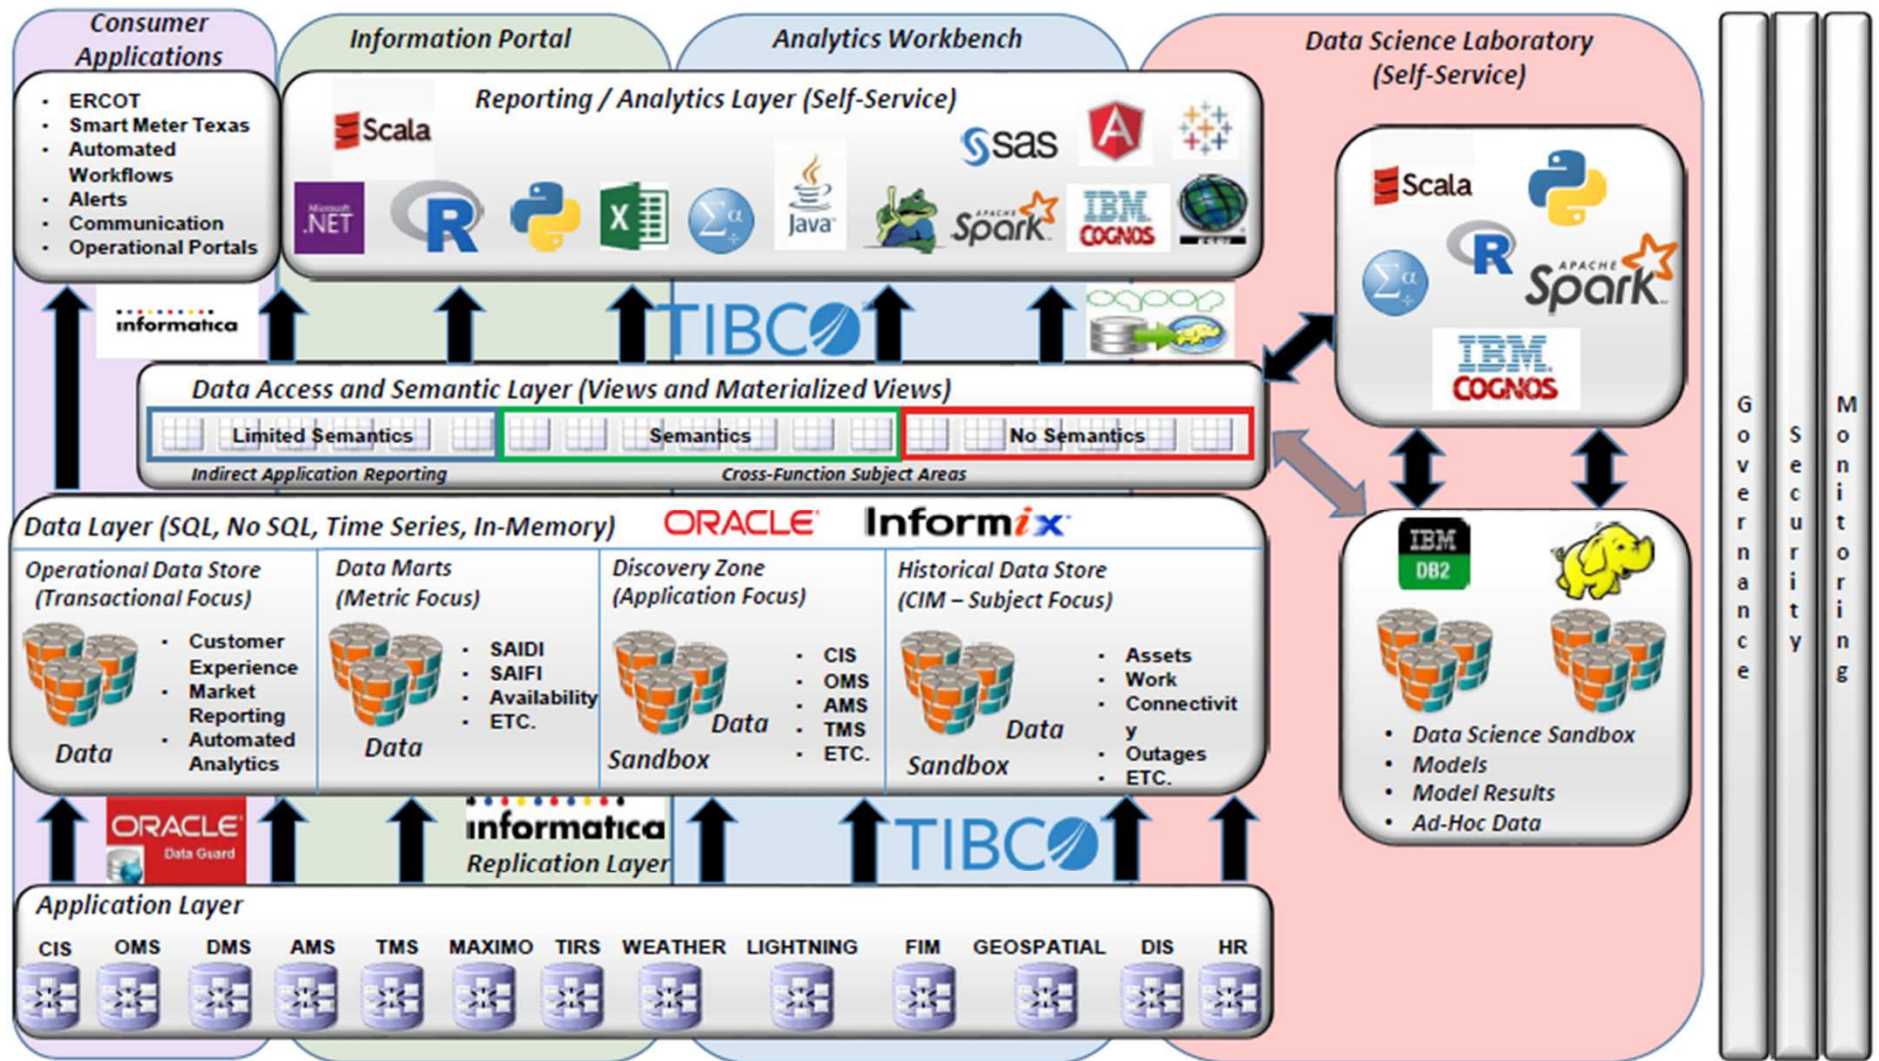 Consumer
Applications
Information Portal
Analytics Workbench
Data Science Laboratory
(Self-Service)
ERCOT
Smart Meter Texas
Automated
Workflows
Alerts
Communication
Operational Portals
Reporting / Analytics Layer (Self-Service)
Scala
Sas
A
Microsoft
.NET
R
X
Σα
÷
Java
APACHE
Spark
IBM
COGNOS
esri
Scala
R
Σα
÷
APACHE
Spark
IBM
COGNOS
informatica
TIBCO
Data Access and Semantic Layer (Views and Materialized Views)
Limited Semantics
Semantics
No Semantics
Indirect Application Reporting
Cross-Function Subject Areas
Data Layer (SQL, No SQL, Time Series, In-Memory)
ORACLE
Informix
Operational Data Store
(Transactional Focus)
Customer
Experience
Market
Reporting
Automated
Analytics
Data
Data Marts
(Metric Focus)
SAIDI
SAIFI
Availability
ETC.
Data
Discovery Zone
(Application Focus)
CIS
OMS
AMS
TMS
ETC.
Data
Sandbox
Historical Data Store
(CIM – Subject Focus)
Assets
Work
Connectivit
y
Outages
ETC.
Data
Sandbox
IBM
DB2
Data Science Sandbox
Models
Model Results
Ad-Hoc Data
ORACLE
Data Guard
informatica
Replication Layer
TIBCO
Application Layer
CIS
OMS
DMS
AMS
TMS
MAXIMO
TIRS
WEATHER
LIGHTNING
FIM
GEOSPATIAL
DIS
HR
Governance
Security
Monitoring